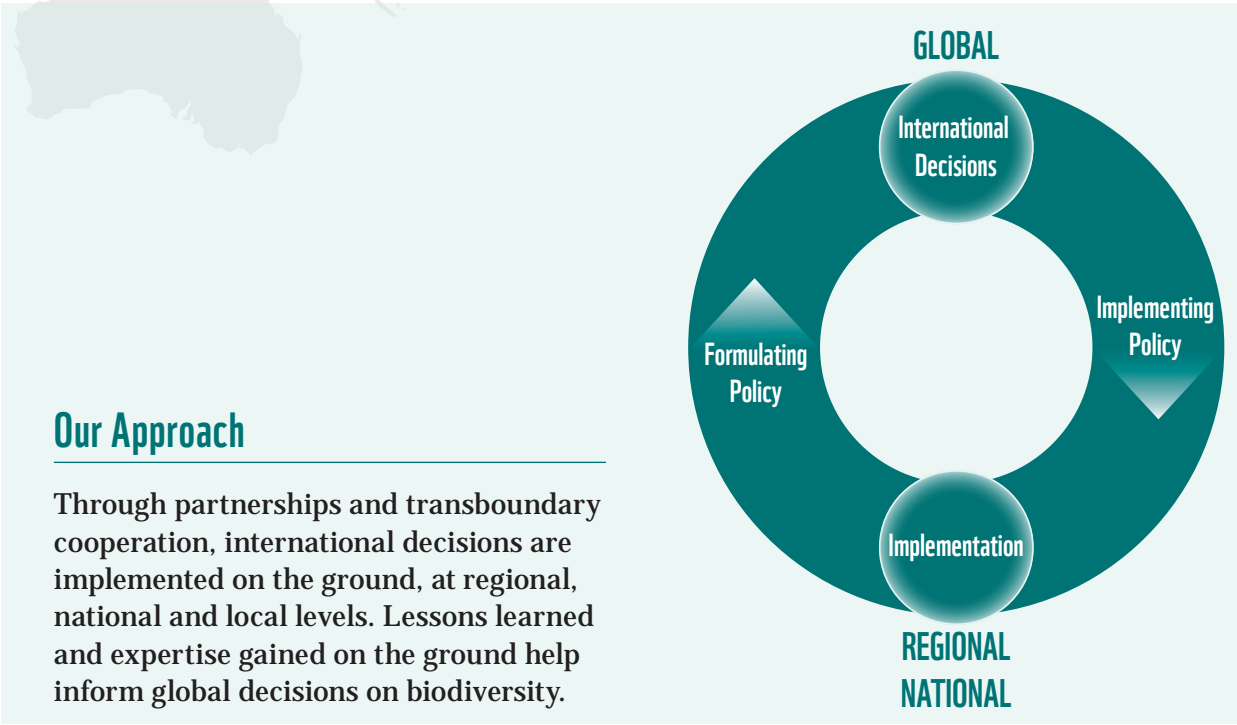 Our Approach
Through partnerships and transboundary
cooperation, international decisions are
implemented on the ground, at regional,
national and local levels. Lessons learned
and expertise gained on the ground help
inform global decisions on biodiversity.
GLOBAL
International
Decisions
Implementing
Policy
Formulating
Policy
Implementation
REGIONAL
NATIONAL